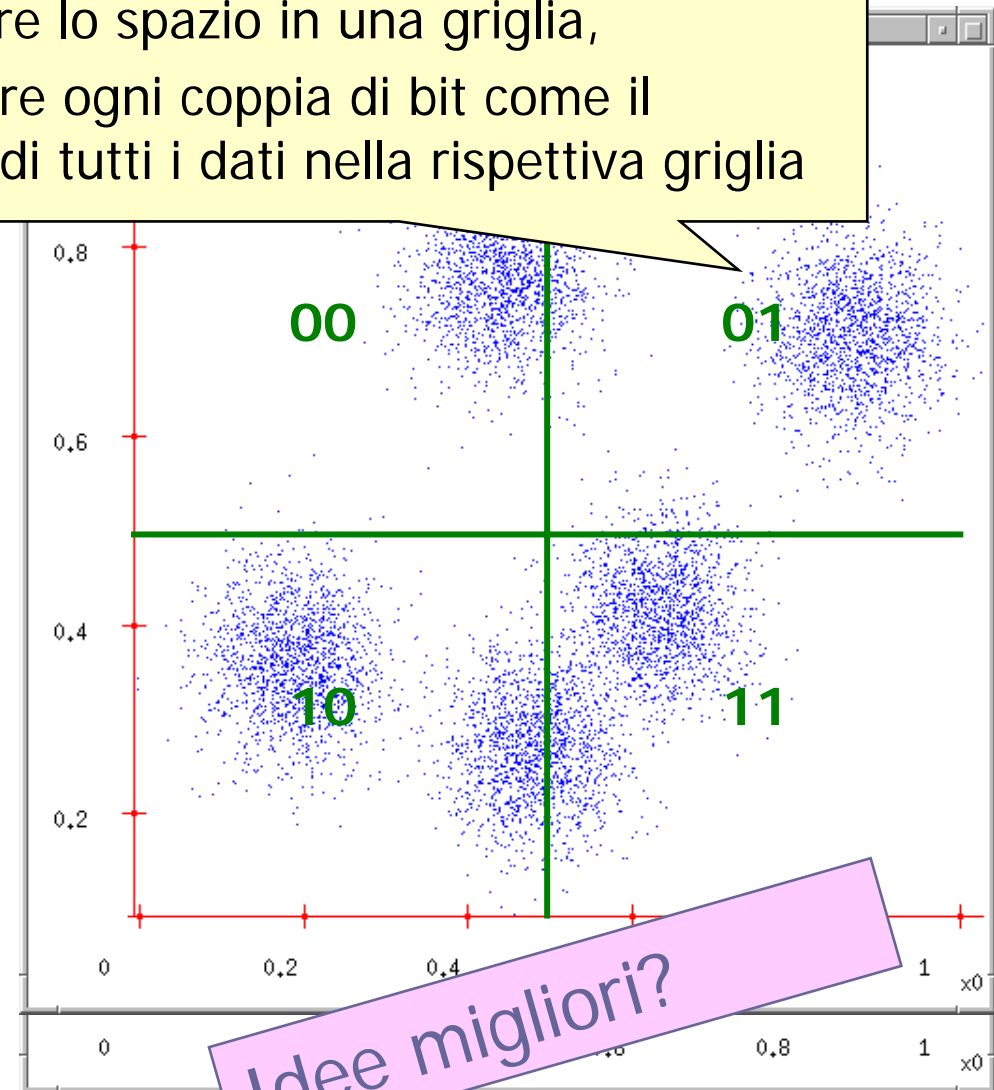 re lo spazio in una griglia,
re ogni coppia di bit come il
di tutti i dati nella rispettiva griglia
0.8
00
01
0.6
0.4
10
11
0.2
0 0.2 0.4 1
x0
Idee migliori?
0 0.8 1
x0